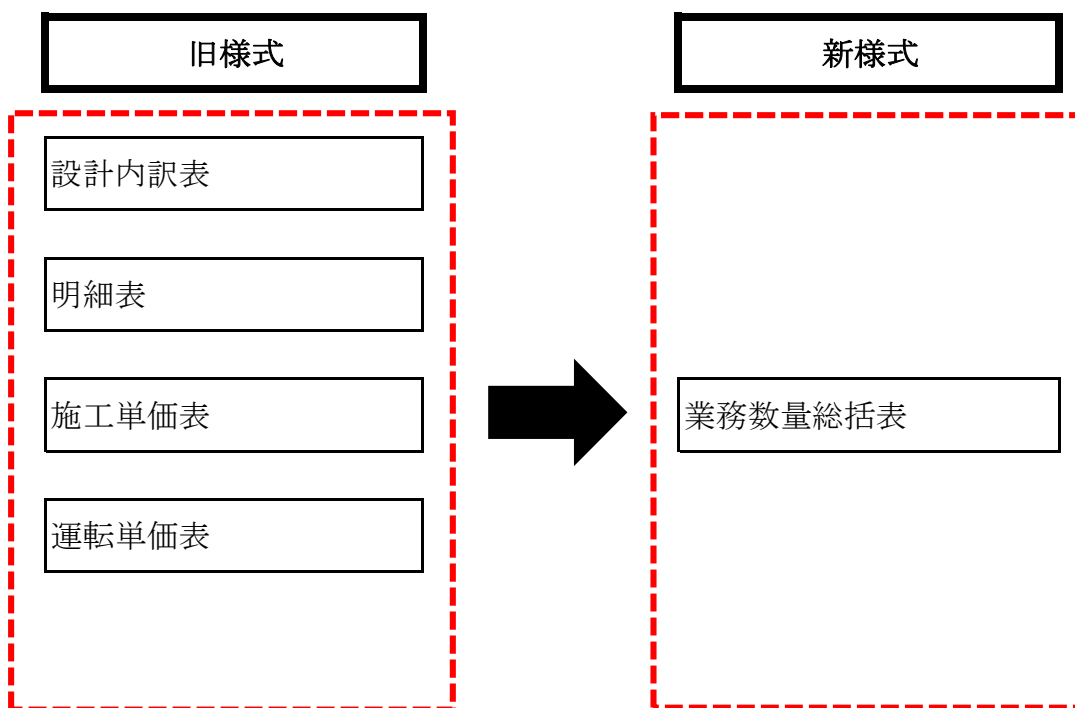 旧様式
新様式
設計内訳表
明細表
施工単価表
運転単価表
業務数量総括表